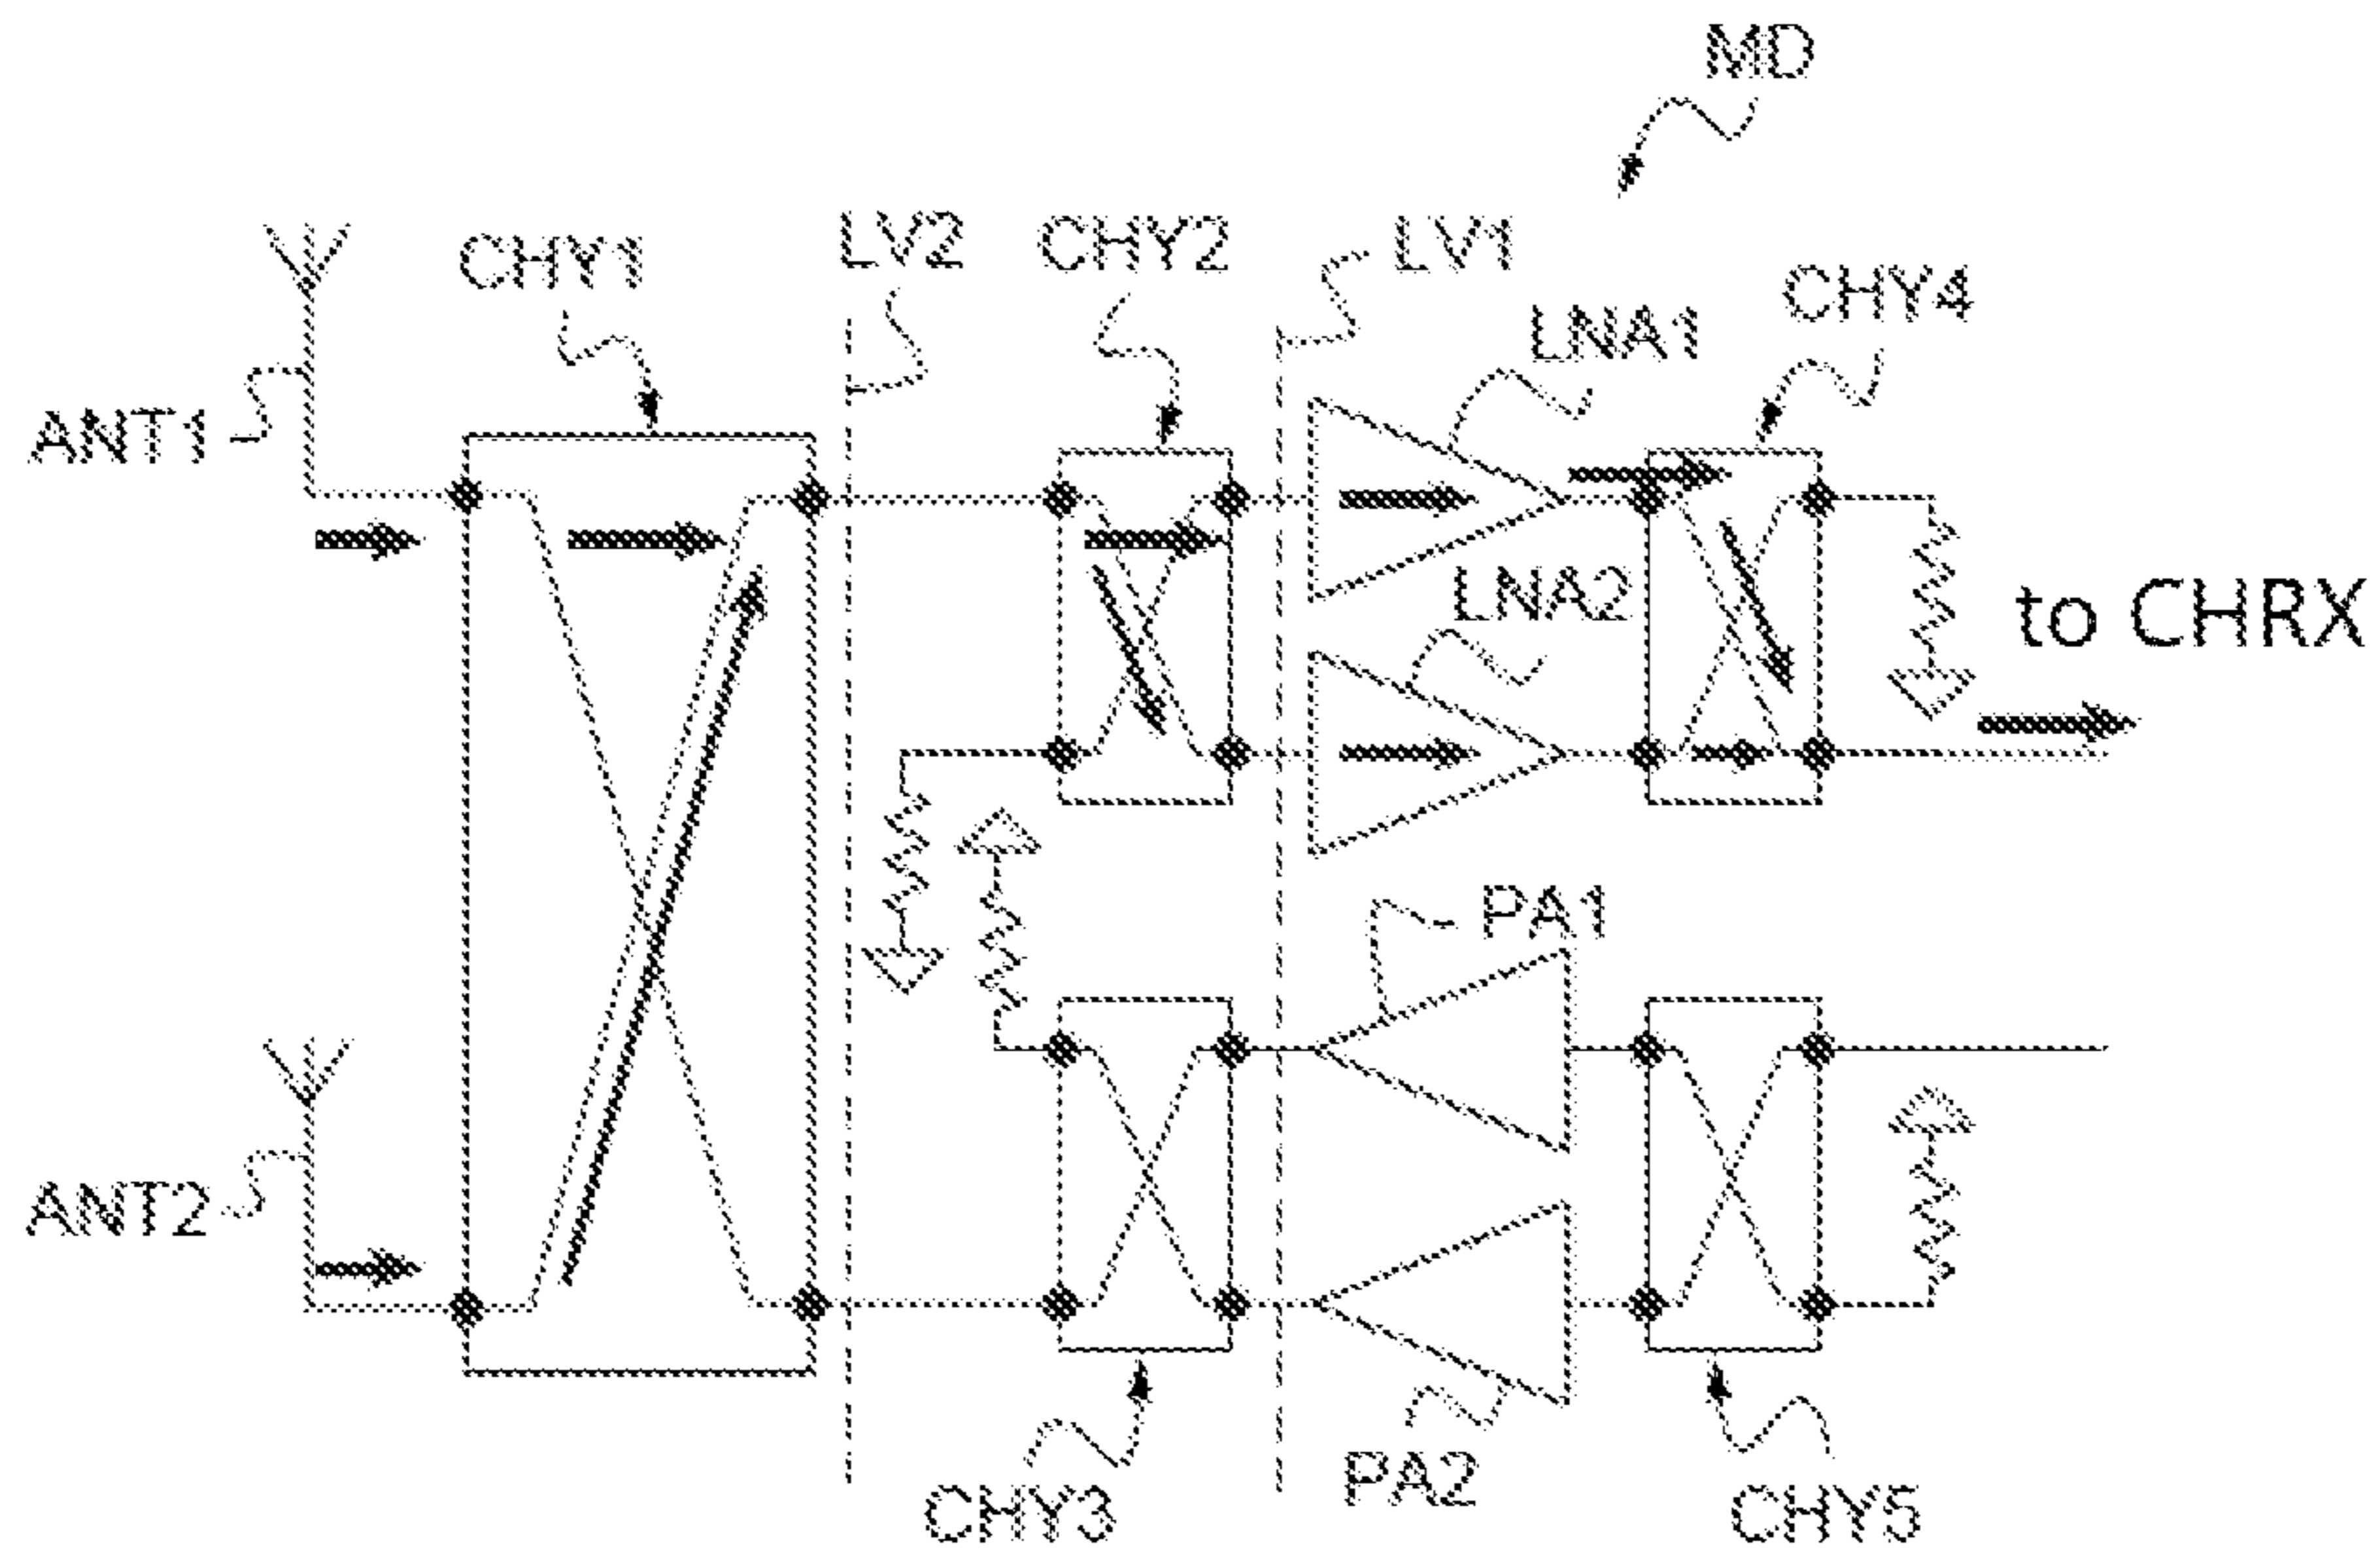 MD
CHY1
LV2
CHY2
LV1
CHY4
LNA1
ANT1
LNA2
to CHRX
PA1
ANT2
PA2
CHY3
CHY5